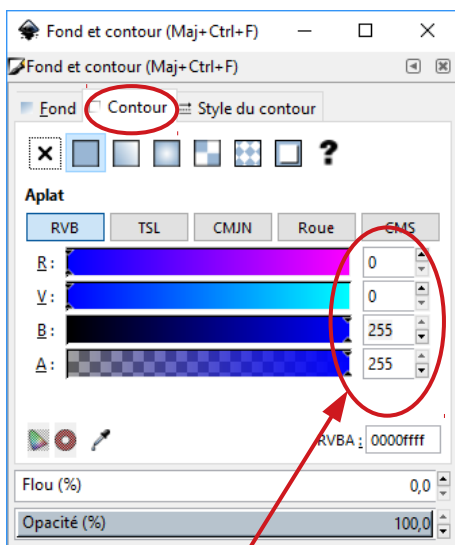 Fond et contour (Maj+Ctrl+F)
Fond et contour (Maj+Ctrl+F)
Fond Contour Style du contour
?
Aplat
RVB TSL CMJN Roue CMS
R : 0
V : 0
B : 255
A : 255
RVBA : 0000ffff
Flou (%) 0,0
Opacité (%) 100,0